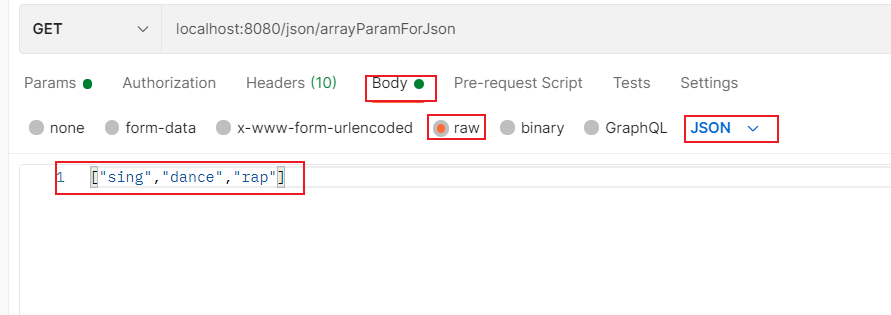 GET localhost:8080/json/arrayParamForJson
Params Authorization Headers (10) Body Pre-request Script Tests Settings
none form-data x-www-form-urlencoded raw binary GraphQL JSON
1 ["sing","dance","rap"]